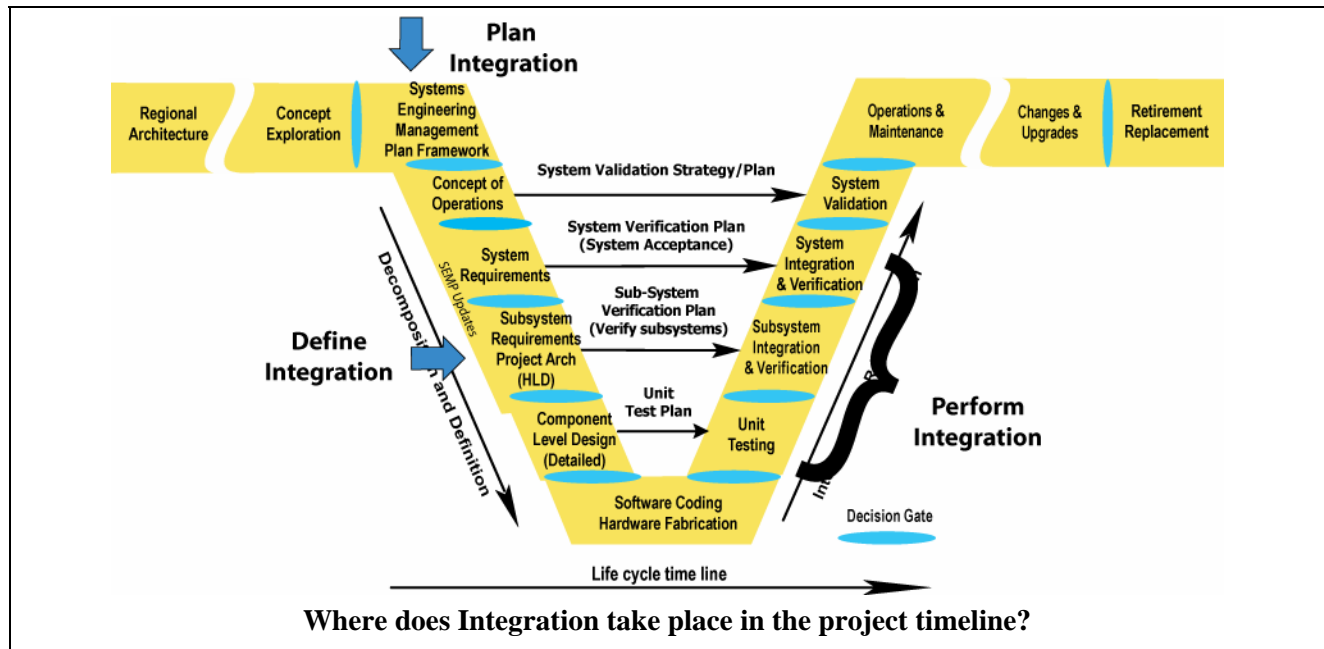 Plan
Integration
Regional
Architecture
Concept
Exploration
Systems
Engineering
Management
Plan Framework
Operations &
Maintenance
Changes &
Upgrades
Retirement
Replacement
Concept of
Operations
System Validation Strategy/Plan
System
Validation
System
Requirements
System Verification Plan
(System Acceptance)
System
Integration
& Verification
SEMP Updates
Decomposition and Definition
Define
Integration
Subsystem
Requirements
Project Arch
(HLD)
Sub-System
Verification Plan
(Verify subsystems)
Subsystem
Integration
& Verification
Component
Level Design
(Detailed)
Unit
Test Plan
Unit
Testing
Perform
Integration
Software Coding
Hardware Fabrication
Decision Gate
Life cycle time line
Where does Integration take place in the project timeline?